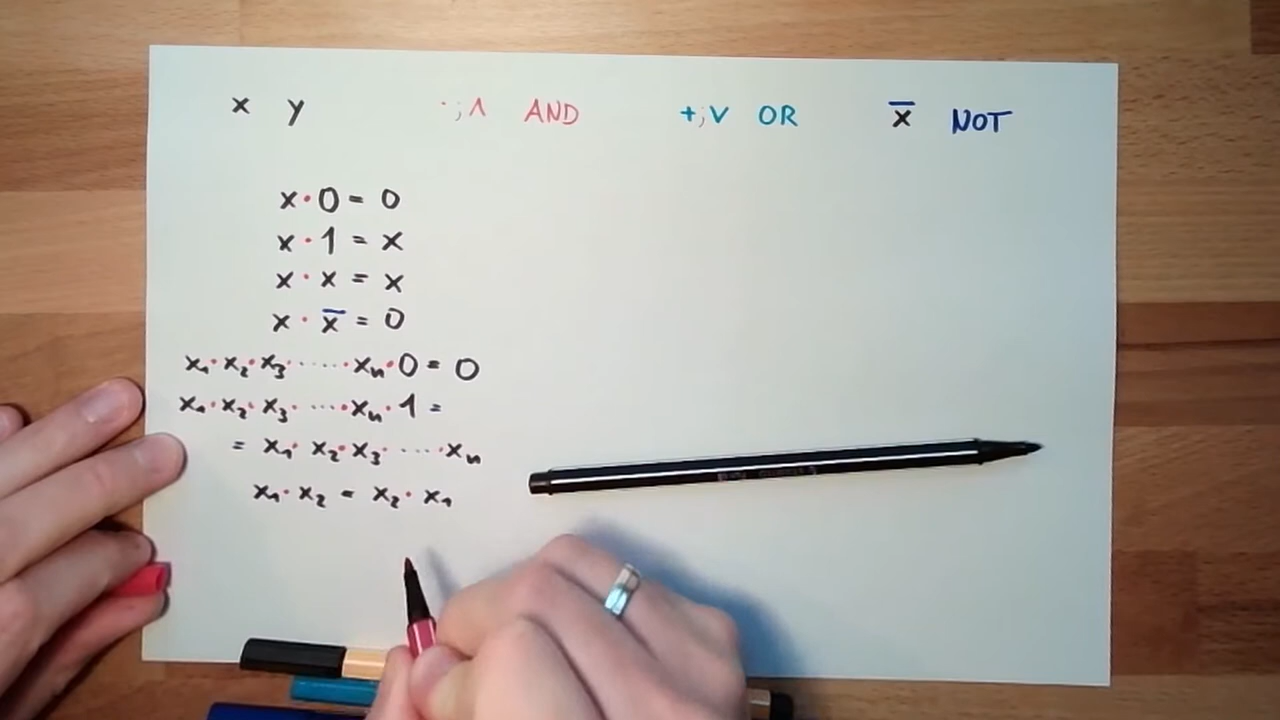 x y ·;∧ AND +;∨ OR x̅ NOT
x·0 = 0
x·1 = x
x·x = x
x·x̅ = 0
x₁·x₂·x₃·.....·xₙ·0 = 0
x₁·x₂·x₃·....·xₙ·1 =
= x₁·x₂·x₃·....·xₙ
x₁·x₂ = x₂·x₁